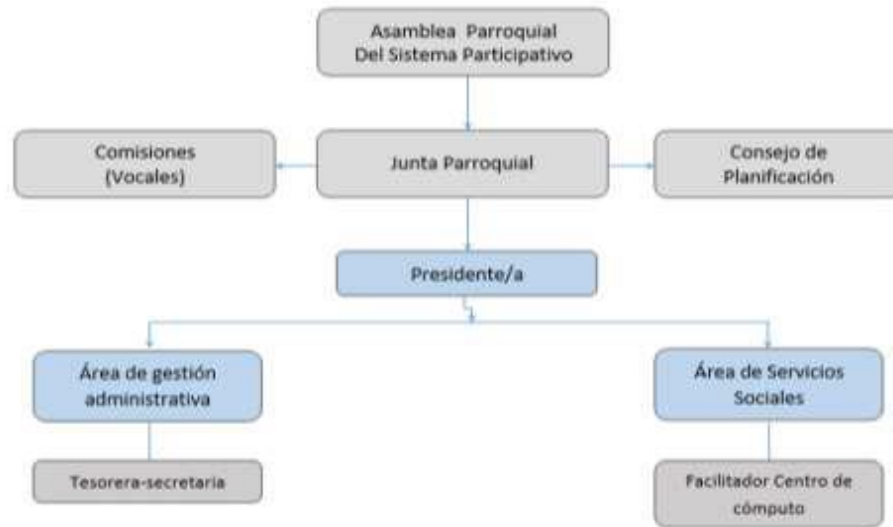 Asamblea Parroquial
Del Sistema Participativo
Comisiones
(Vocales)
Junta Parroquial
Consejo de
Planificación
Presidente/a
Área de gestión
administrativa
Área de Servicios
Sociales
Tesorera-secretaria
Facilitador Centro de
cómputo